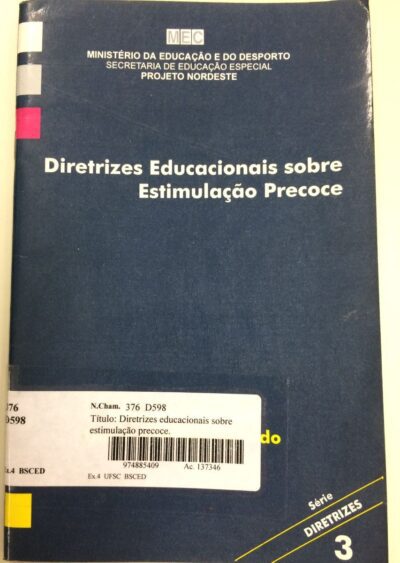 MEC
MINISTÉRIO DA EDUCAÇÃO E DO DESPORTO
SECRETARIA DE EDUCAÇÃO ESPECIAL
PROJETO NORDESTE
Diretrizes Educacionais sobre
Estimulação Precoce
376
D598
Ex.4 BSCED
N.Cham. 376 D598
Título: Diretrizes educacionais sobre
estimulação precoce.
974885409 Ac. 137346
Ex.4 UFSC BSCED
do
Série
DIRETRIZES
3